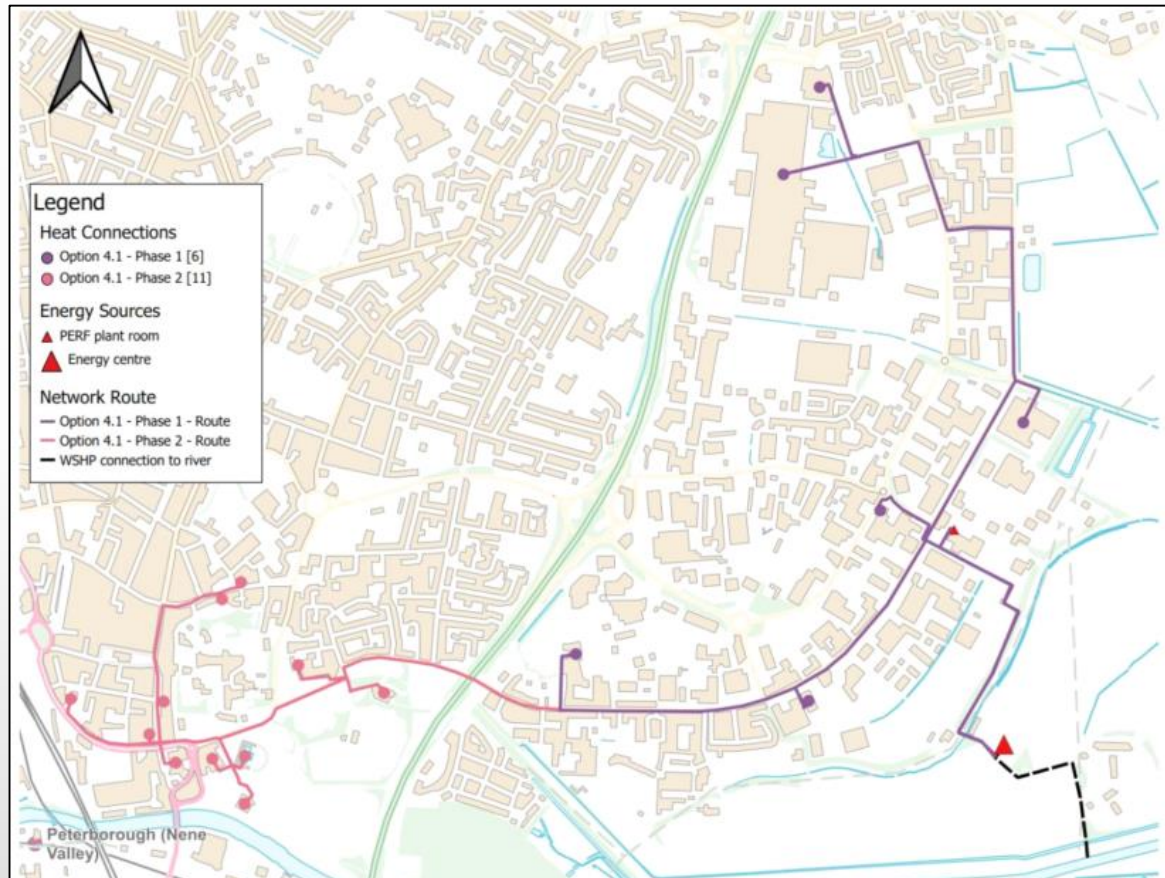 Legend
Heat Connections
Option 4.1 - Phase 1 [6]
Option 4.1 - Phase 2 [11]
Energy Sources
PERF plant room
Energy centre
Network Route
Option 4.1 - Phase 1 - Route
Option 4.1 - Phase 2 - Route
WSHP connection to river
Peterborough (Nene
Valley)